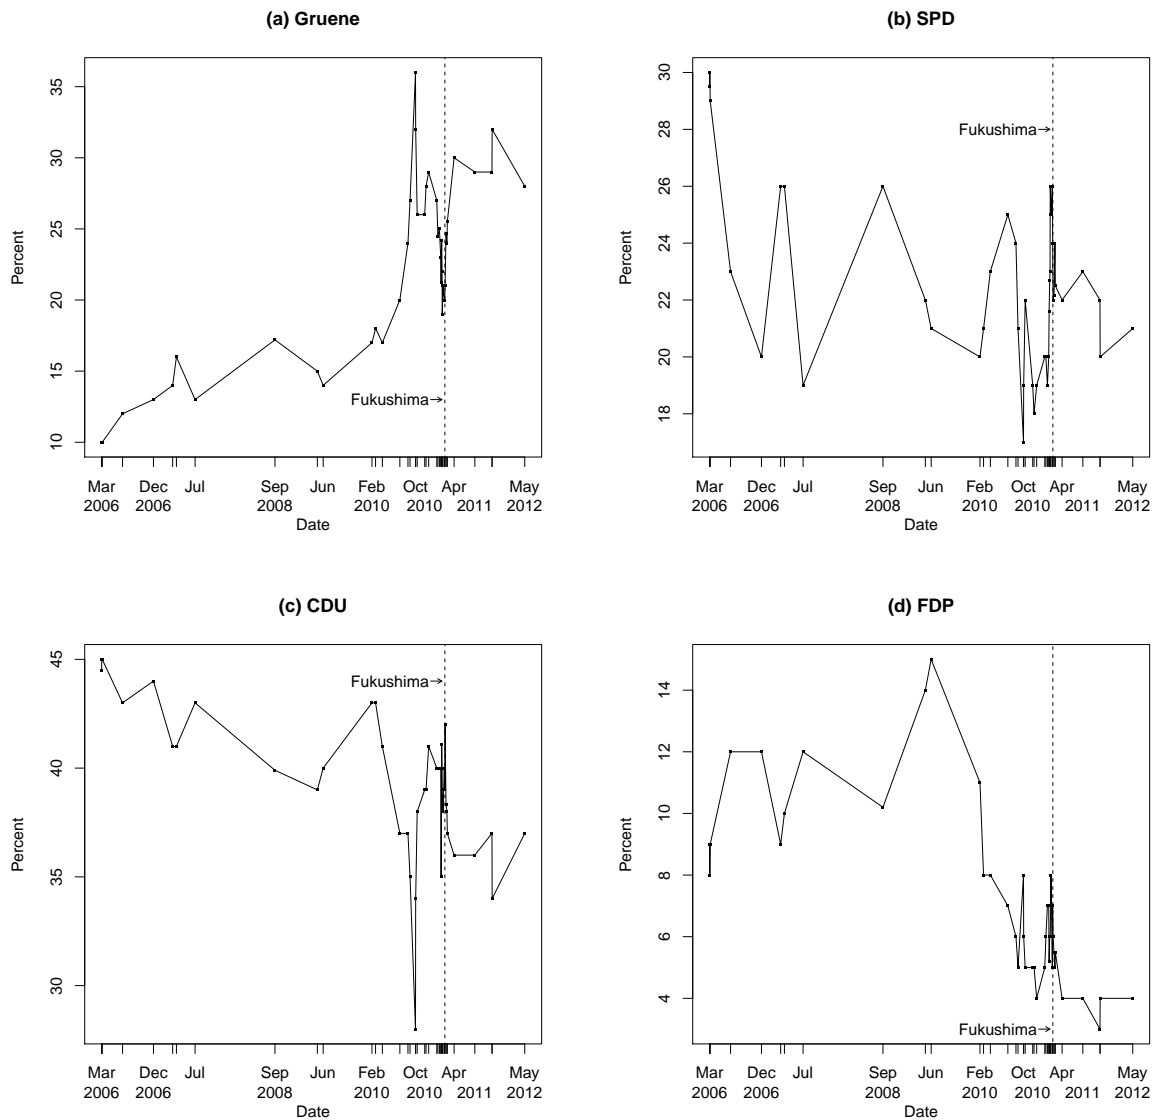 (a) Gruene
Percent
35
30
25
20
15
10
Fukushima
Mar Dec Jul Sep Jun Feb Oct Apr May
2006 2006 2008 2010 2010 2011 2012
Date
(b) SPD
Percent
30
28
26
24
22
20
18
Fukushima
Mar Dec Jul Sep Jun Feb Oct Apr May
2006 2006 2008 2010 2010 2011 2012
Date
(c) CDU
Percent
45
40
35
30
Fukushima
Mar Dec Jul Sep Jun Feb Oct Apr May
2006 2006 2008 2010 2010 2011 2012
Date
(d) FDP
Percent
14
12
10
8
6
4
Fukushima
Mar Dec Jul Sep Jun Feb Oct Apr May
2006 2006 2008 2010 2010 2011 2012
Date